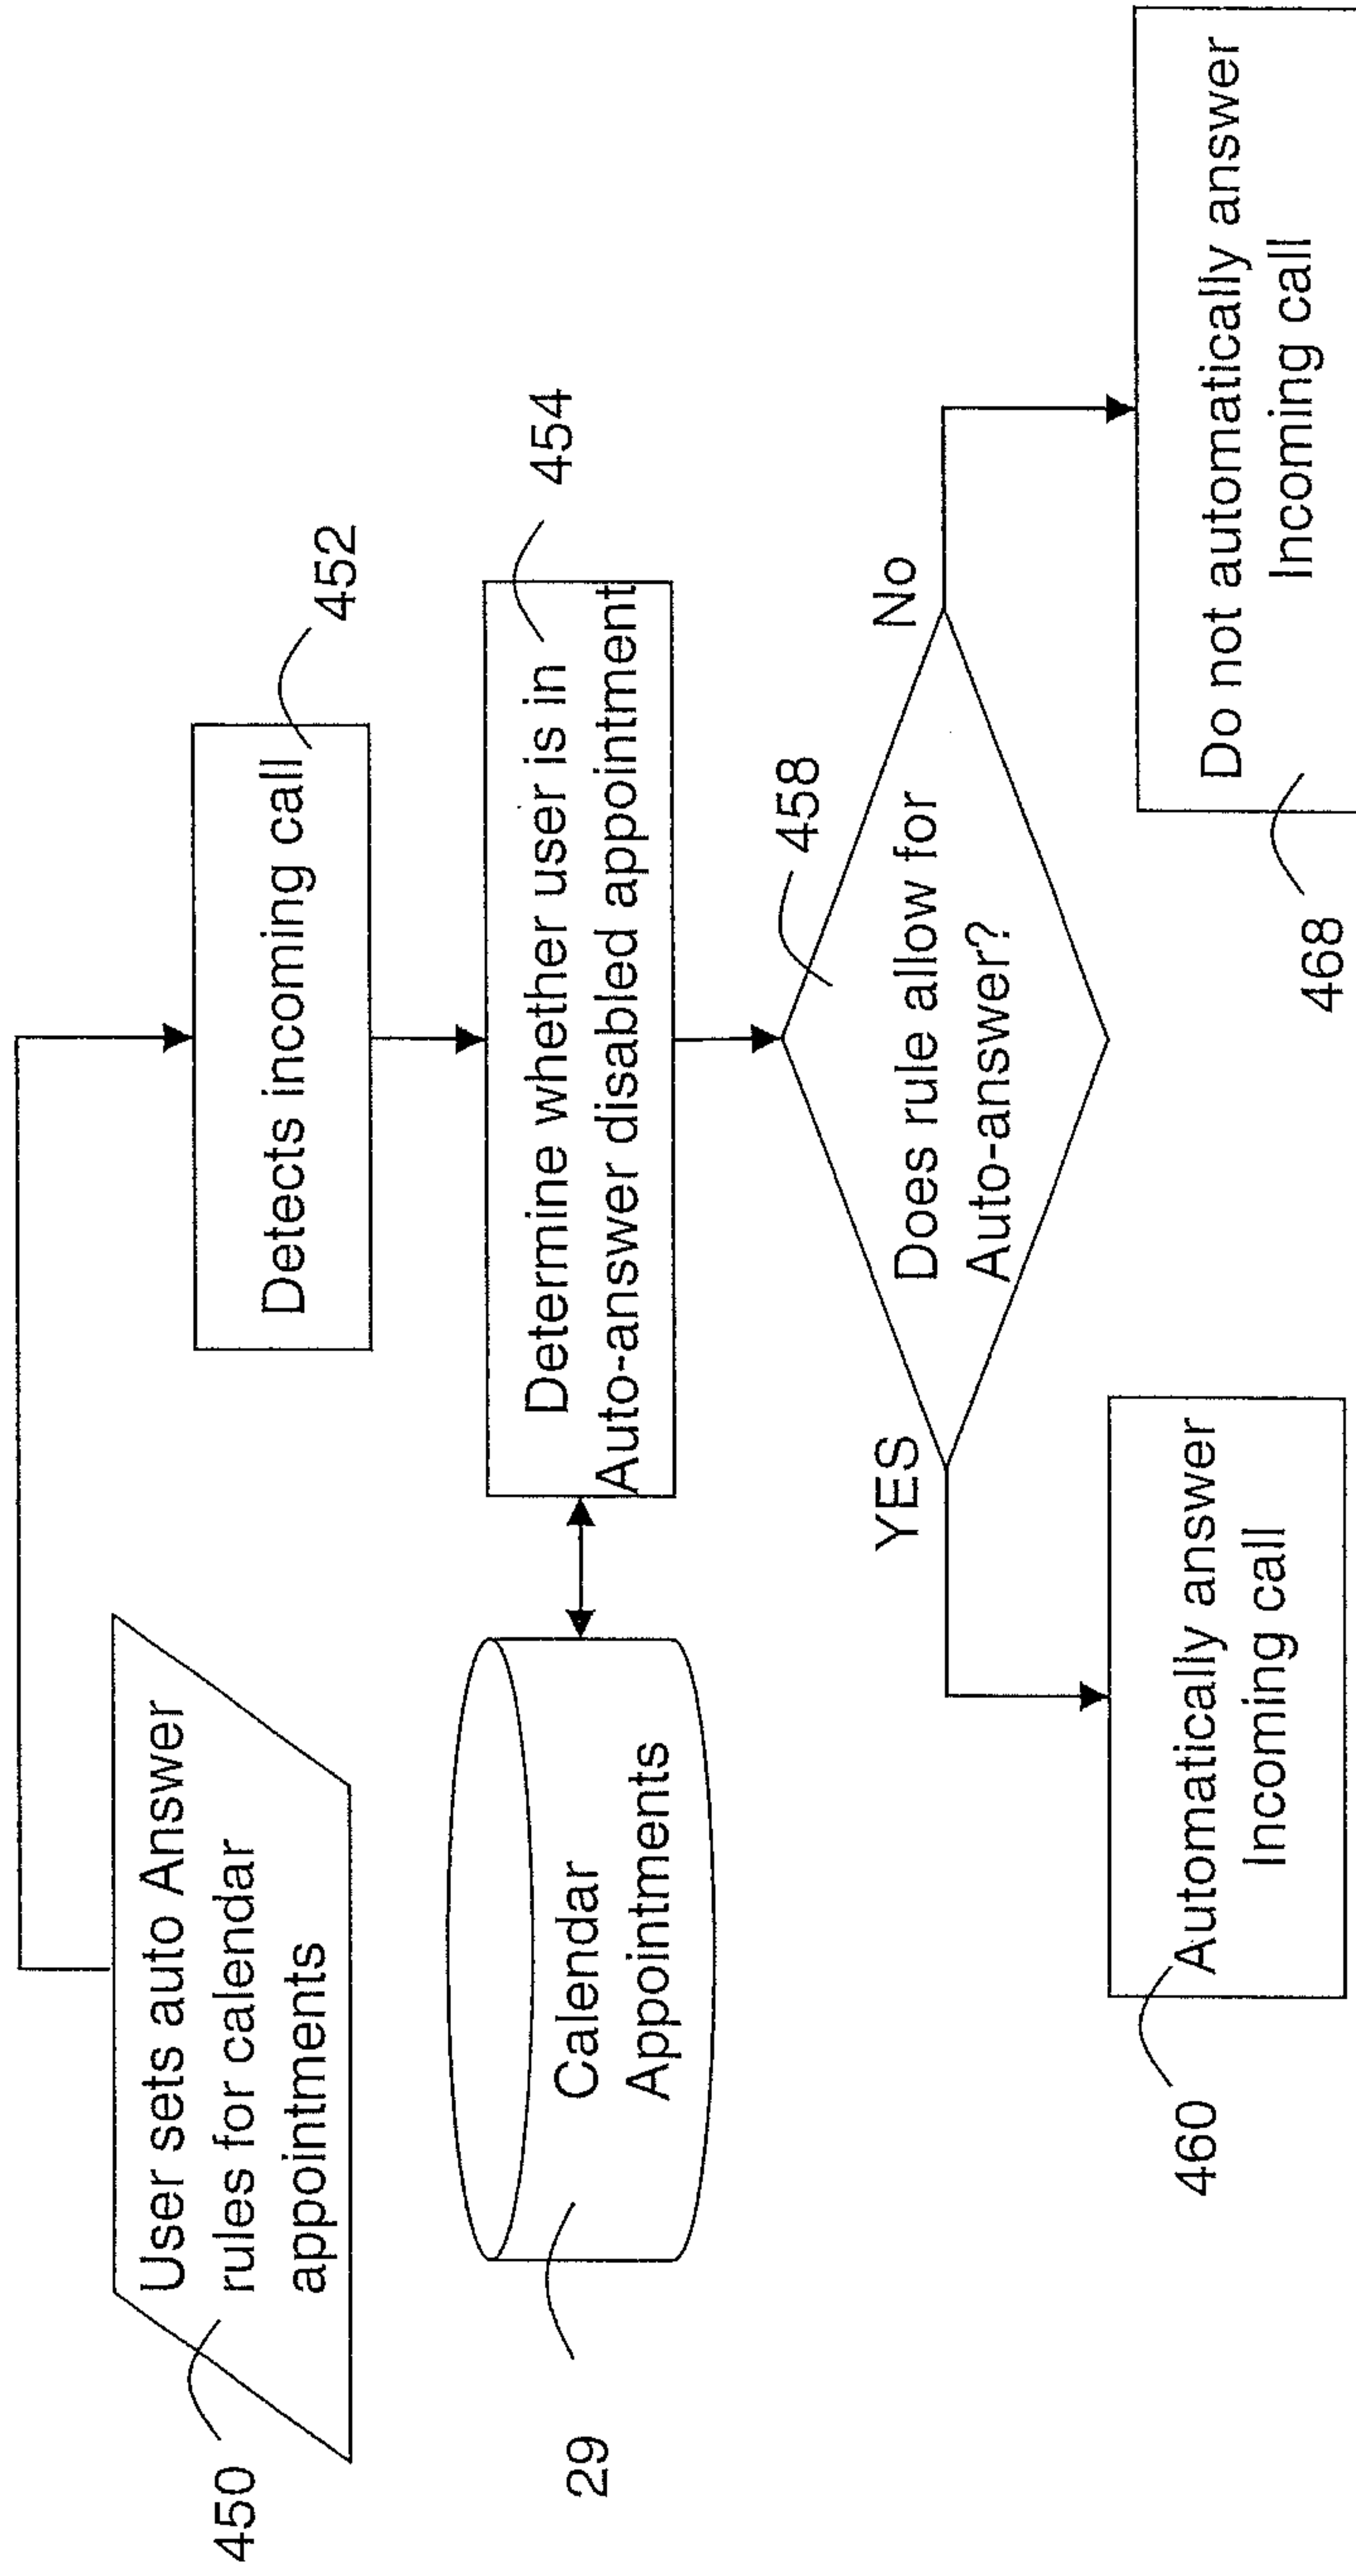 450
User sets auto Answer
rules for calendar
appointments
Detects incoming call
452
29
Calendar
Appointments
Determine whether user is in
Auto-answer disabled appointment
454
458
Does rule allow for
Auto-answer?
YES
No
460
Automatically answer
Incoming call
468
Do not automatically answer
Incoming call